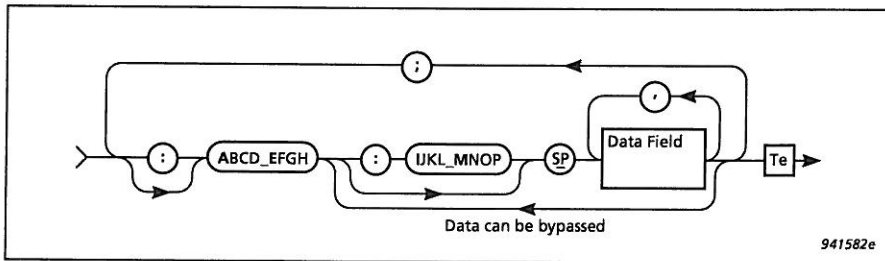 ;
,
: ABCD_EFGH : IJKL_MNOP SP Data Field Te
Data can be bypassed
941582e